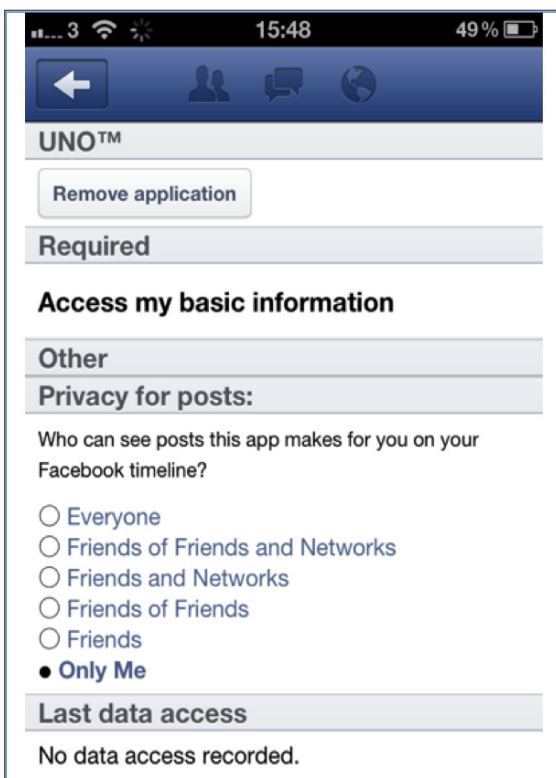 3 15:48 49%
UNO™
Remove application
Required
Access my basic information
Other
Privacy for posts:
Who can see posts this app makes for you on your
Facebook timeline?
Everyone
Friends of Friends and Networks
Friends and Networks
Friends of Friends
Friends
Only Me
Last data access
No data access recorded.